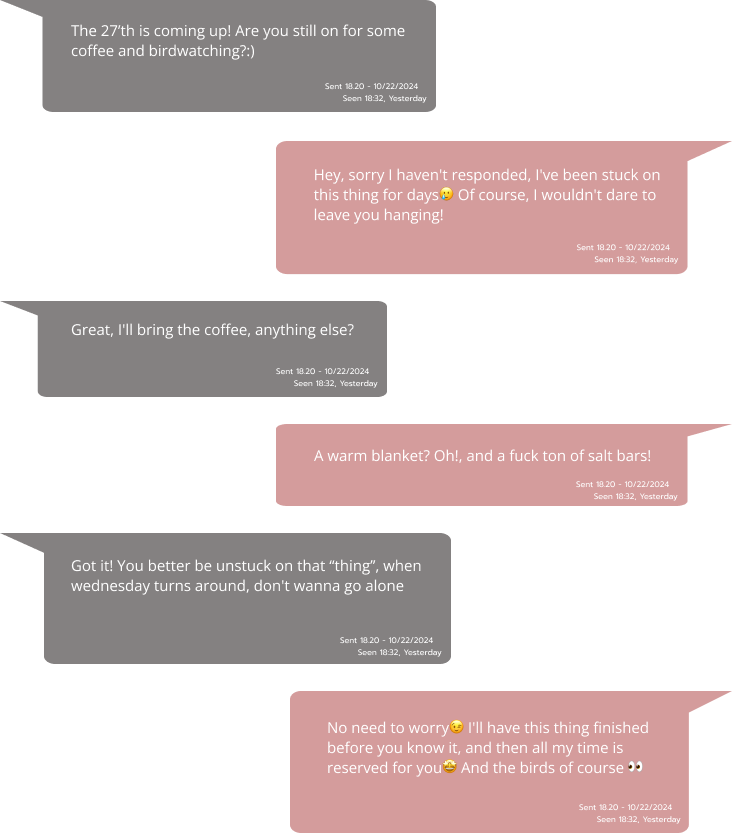 The 27’th is coming up! Are you still on for some
coffee and birdwatching?:)
Sent 18.20 - 10/22/2024
Seen 18:32, Yesterday
Hey, sorry I haven't responded, I've been stuck on
this thing for days🥲 Of course, I wouldn't dare to
leave you hanging!
Sent 18.20 - 10/22/2024
Seen 18:32, Yesterday
Great, I'll bring the coffee, anything else?
Sent 18.20 - 10/22/2024
Seen 18:32, Yesterday
A warm blanket? Oh!, and a fuck ton of salt bars!
Sent 18.20 - 10/22/2024
Seen 18:32, Yesterday
Got it! You better be unstuck on that “thing”, when
wednesday turns around, don't wanna go alone
Sent 18.20 - 10/22/2024
Seen 18:32, Yesterday
No need to worry😉 I'll have this thing finished
before you know it, and then all my time is
reserved for you🤩 And the birds of course 👀
Sent 18.20 - 10/22/2024
Seen 18:32, Yesterday